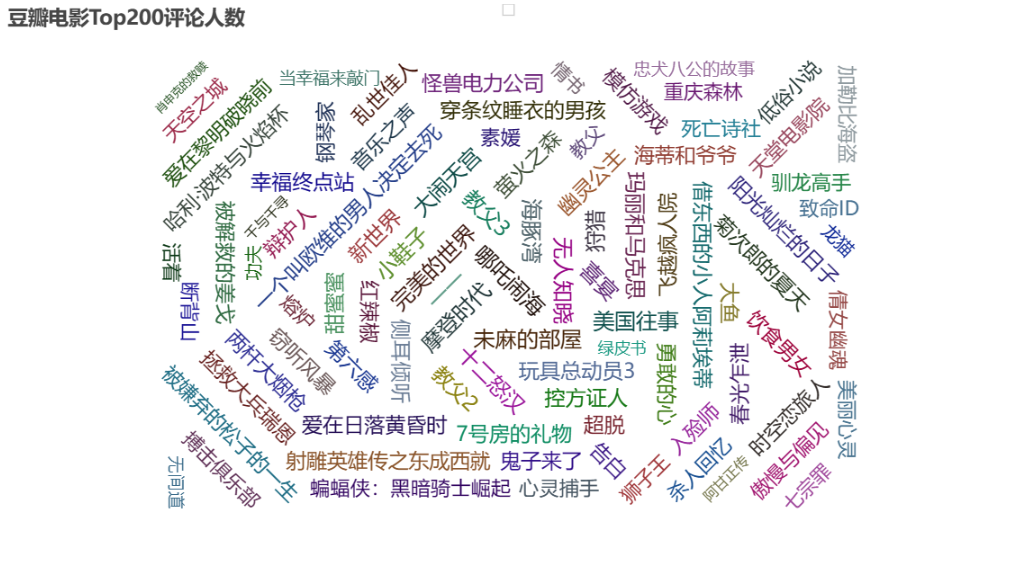 豆瓣电影Top200评论人数
肖申克的救赎
天空之城
爱在黎明破晓前
哈利·波特与火焰杯
当幸福来敲门
乱世佳人
怪兽电力公司
情书
模仿游戏
忠犬八公的故事
重庆森林
低俗小说
加勒比海盗
钢琴家
音乐之声
穿条纹睡衣的男孩
素媛
教父
死亡诗社
天堂电影院
萤火之森
海蒂和爷爷
幸福终点站
一个叫欧维的男人决定去死
大闹天宫
幽灵公主
玛丽和马克思
借东西的小人阿莉埃蒂
阳光灿烂的日子
驯龙高手
致命ID
龙猫
千与千寻
被解救的姜戈
辩护人
新世界
教父3
海豚湾
菊次郎的夏天
活着
功夫
小鞋子
完美的世界
哪吒闹海
无人知晓
喜宴
断背山
熔炉
甜蜜蜜
红辣椒
一一
摩登时代
侧耳倾听
美国往事
大鱼
饮食男女
倩女幽魂
两杆大烟枪
窃听风暴
第六感
未麻的部屋
绿皮书
勇敢的心
春光乍泄
拯救大兵瑞恩
被嫌弃的松子的一生
教父2
十二怒汉
玩具总动员3
控方证人
时空恋旅人
美丽心灵
爱在日落黄昏时
7号房的礼物
超脱
入殓师
搏击俱乐部
无间道
射雕英雄传之东成西就
鬼子来了
告白
狮子王
杀人回忆
阿甘正传
傲慢与偏见
七宗罪
蝙蝠侠：黑暗骑士崛起
心灵捕手